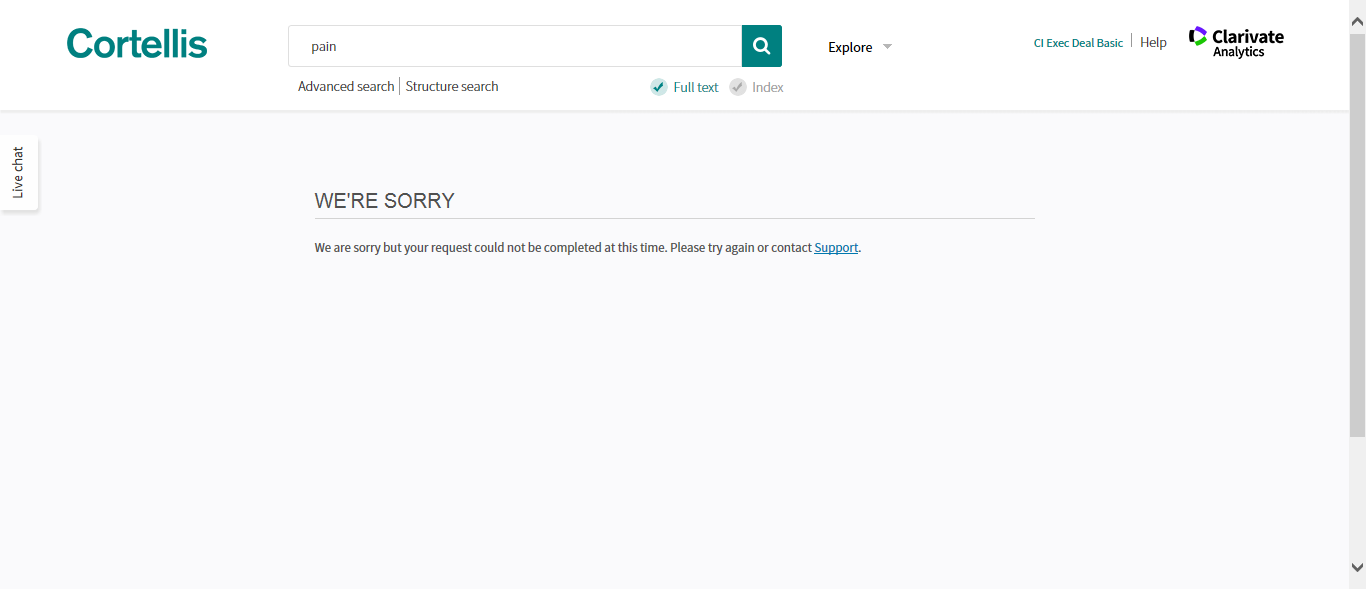 Cortellis
pain
Explore
CI Exec Deal Basic
Help
Clarivate
Analytics
Advanced search
Structure search
Full text
Index
Live chat
WE'RE SORRY
We are sorry but your request could not be completed at this time. Please try again or contact Support.